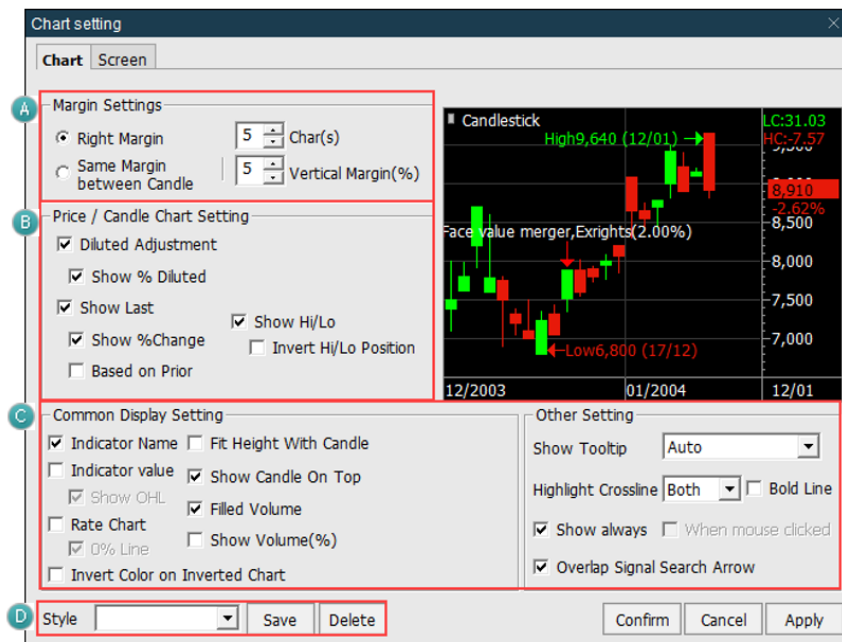 Chart setting
Chart
Screen
A
Margin Settings
Right Margin
5
Char(s)
Same Margin
between Candle
5
Vertical Margin(%)
B
Price / Candle Chart Setting
Diluted Adjustment
Show % Diluted
Show Last
Show %Change
Based on Prior
Show Hi/Lo
Invert Hi/Lo Position
Candlestick
High9,640 (12/01)
LC:31.03
HC:-7.57
8,910
-2.62%
8,500
Face value merger,Exrights(2.00%)
8,000
7,500
7,000
Low6,800 (17/12)
12/2003
01/2004
12/01
C
Common Display Setting
Indicator Name
Fit Height With Candle
Indicator value
Show OHL
Show Candle On Top
Rate Chart
Filled Volume
0% Line
Show Volume(%)
Invert Color on Inverted Chart
Other Setting
Show Tooltip
Auto
Highlight Crossline
Both
Bold Line
Show always
When mouse clicked
Overlap Signal Search Arrow
D
Style
Save
Delete
Confirm
Cancel
Apply